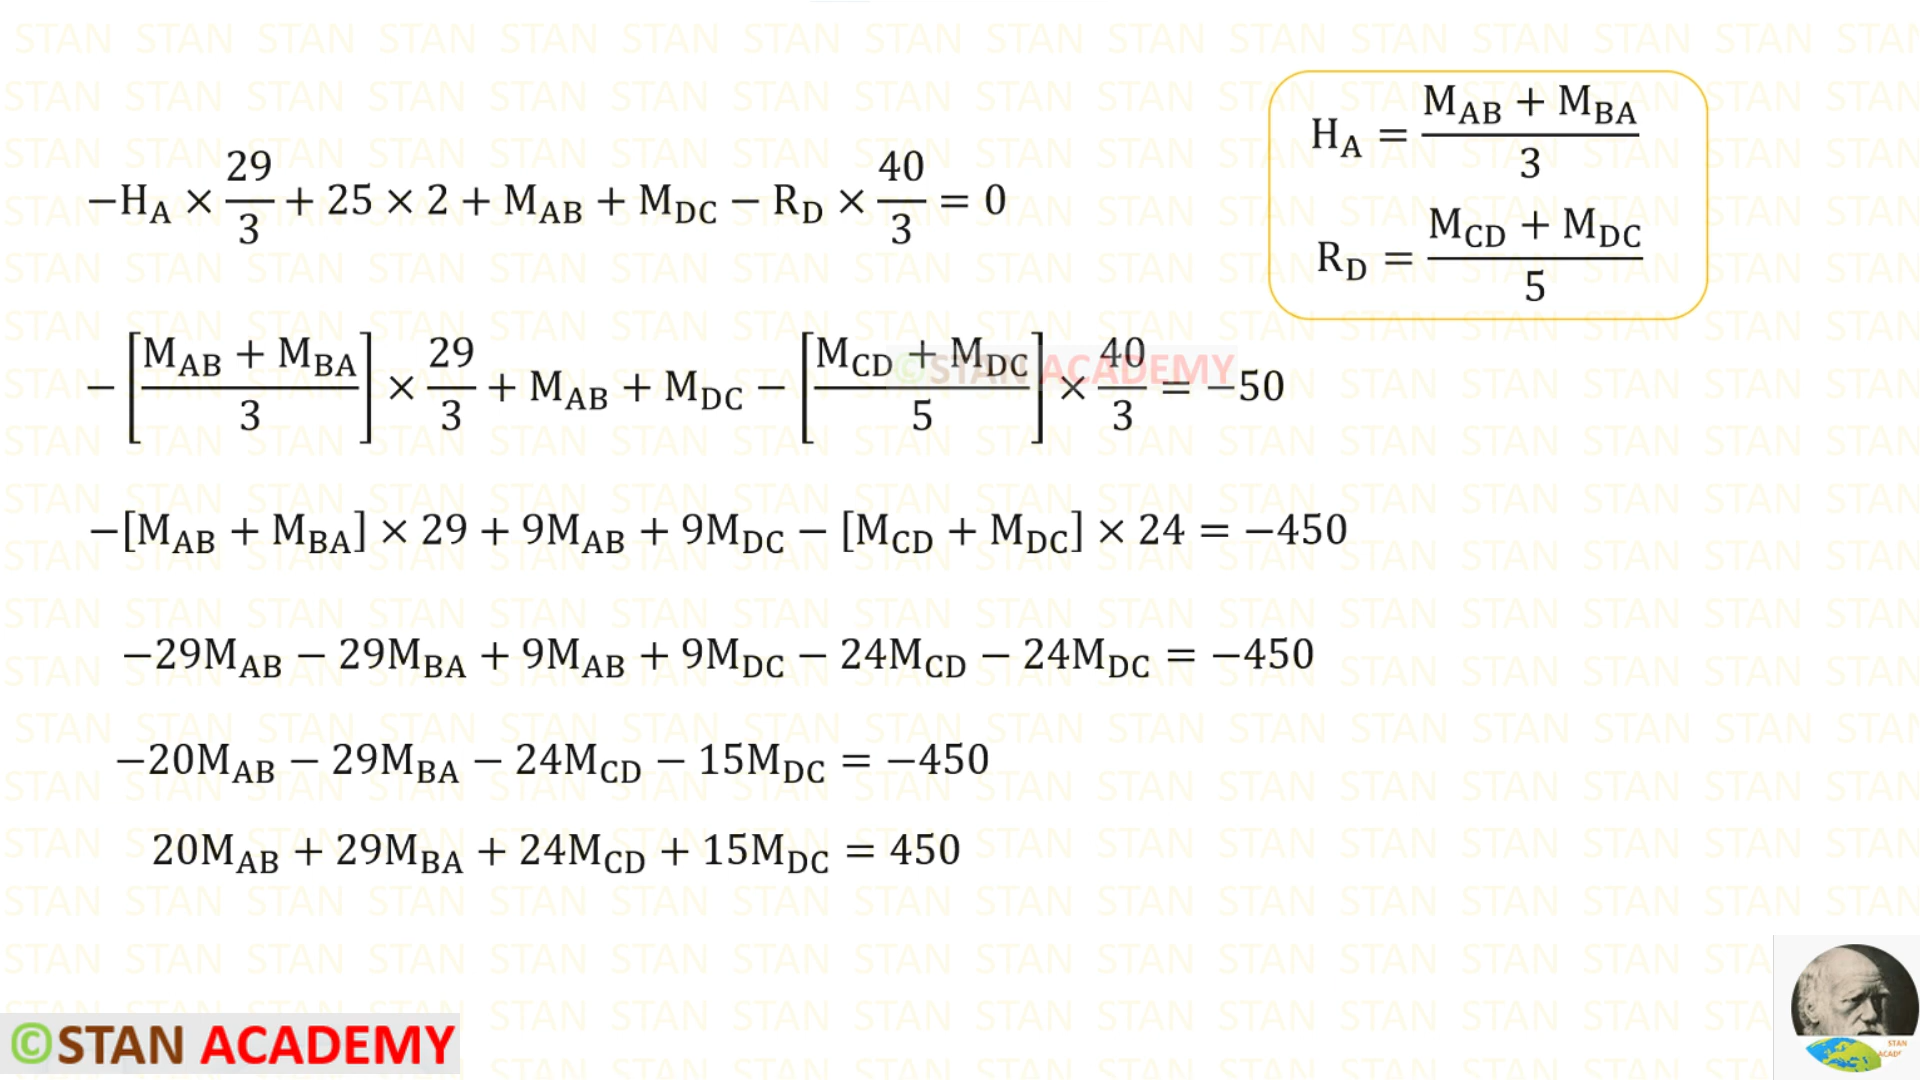 −H_A × 29/3 + 25 × 2 + M_AB + M_DC − R_D × 40/3 = 0
H_A = (M_AB + M_BA)/3
R_D = (M_CD + M_DC)/5
−[(M_AB + M_BA)/3] × 29/3 + M_AB + M_DC − [(M_CD + M_DC)/5] × 40/3 = −50
©STAN ACADEMY
−[M_AB + M_BA] × 29 + 9M_AB + 9M_DC − [M_CD + M_DC] × 24 = −450
−29M_AB − 29M_BA + 9M_AB + 9M_DC − 24M_CD − 24M_DC = −450
−20M_AB − 29M_BA − 24M_CD − 15M_DC = −450
20M_AB + 29M_BA + 24M_CD + 15M_DC = 450
©STAN ACADEMY
STAN